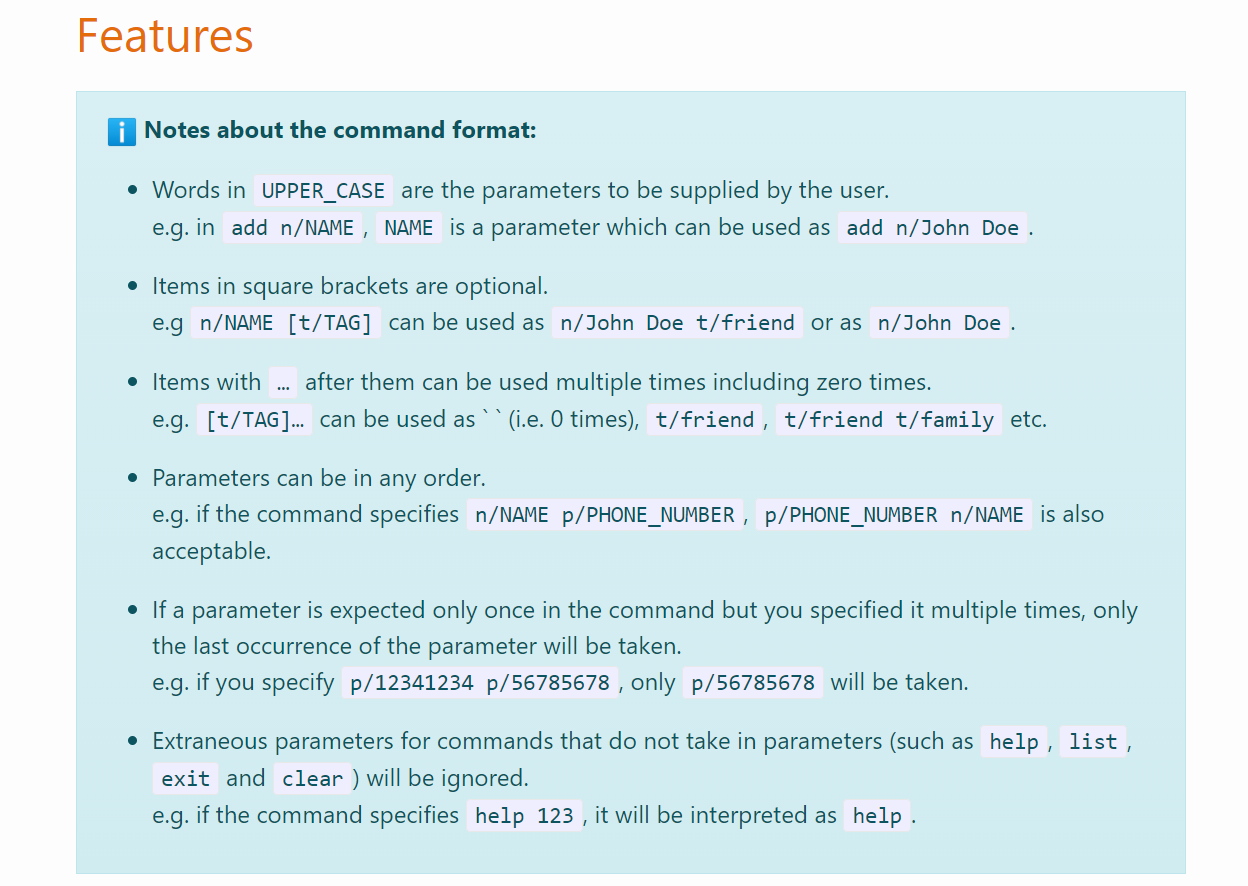 Features
Notes about the command format:
Words in UPPER_CASE are the parameters to be supplied by the user.
e.g. in add n/NAME, NAME is a parameter which can be used as add n/John Doe.
Items in square brackets are optional.
e.g n/NAME [t/TAG] can be used as n/John Doe t/friend or as n/John Doe.
Items with … after them can be used multiple times including zero times.
e.g. [t/TAG]… can be used as ` ` (i.e. 0 times), t/friend, t/friend t/family etc.
Parameters can be in any order.
e.g. if the command specifies n/NAME p/PHONE_NUMBER, p/PHONE_NUMBER n/NAME is also
acceptable.
If a parameter is expected only once in the command but you specified it multiple times, only
the last occurrence of the parameter will be taken.
e.g. if you specify p/12341234 p/56785678, only p/56785678 will be taken.
Extraneous parameters for commands that do not take in parameters (such as help, list,
exit and clear) will be ignored.
e.g. if the command specifies help 123, it will be interpreted as help.